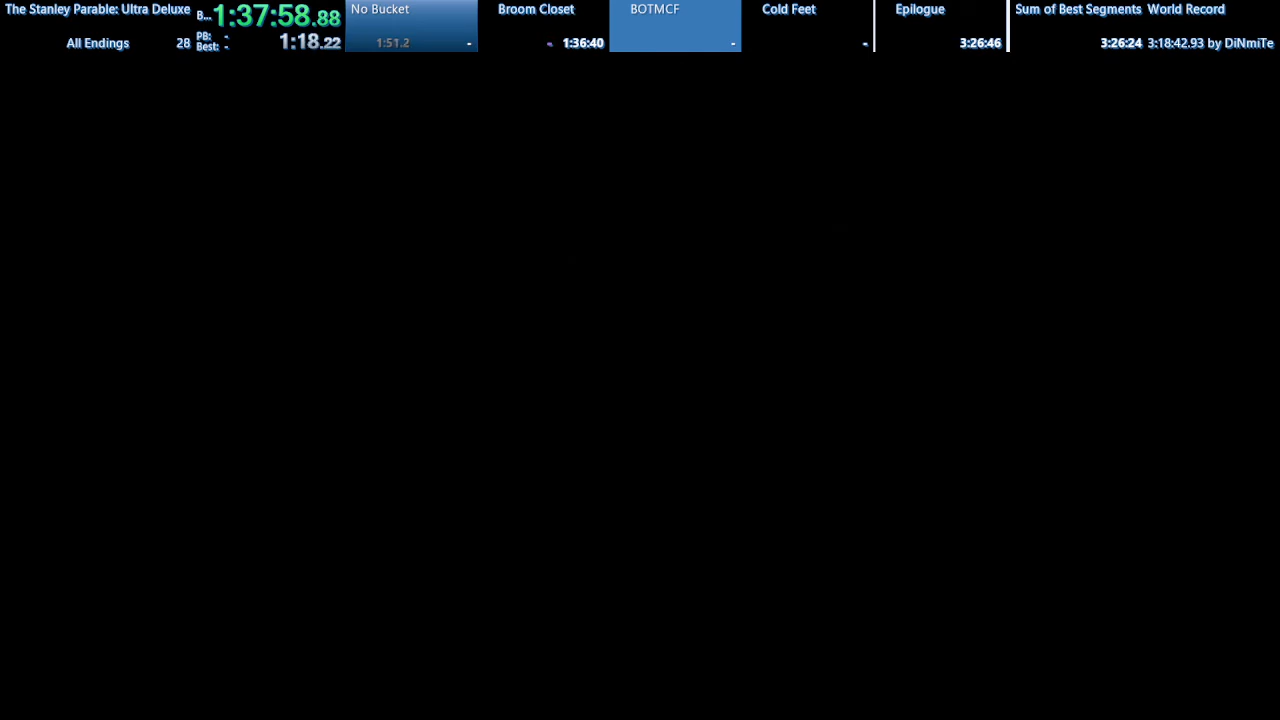 The Stanley Parable: Ultra Deluxe
All Endings 28
B... 1:37:58.88
PB: -
Best: -
1:18.22
No Bucket
1:51.2 -
Broom Closet
- 1:36:40
BOTMCF
-
Cold Feet
-
Epilogue
3:26:46
Sum of Best Segments
3:26:24
World Record
3:18:42.93 by DiNmiTe